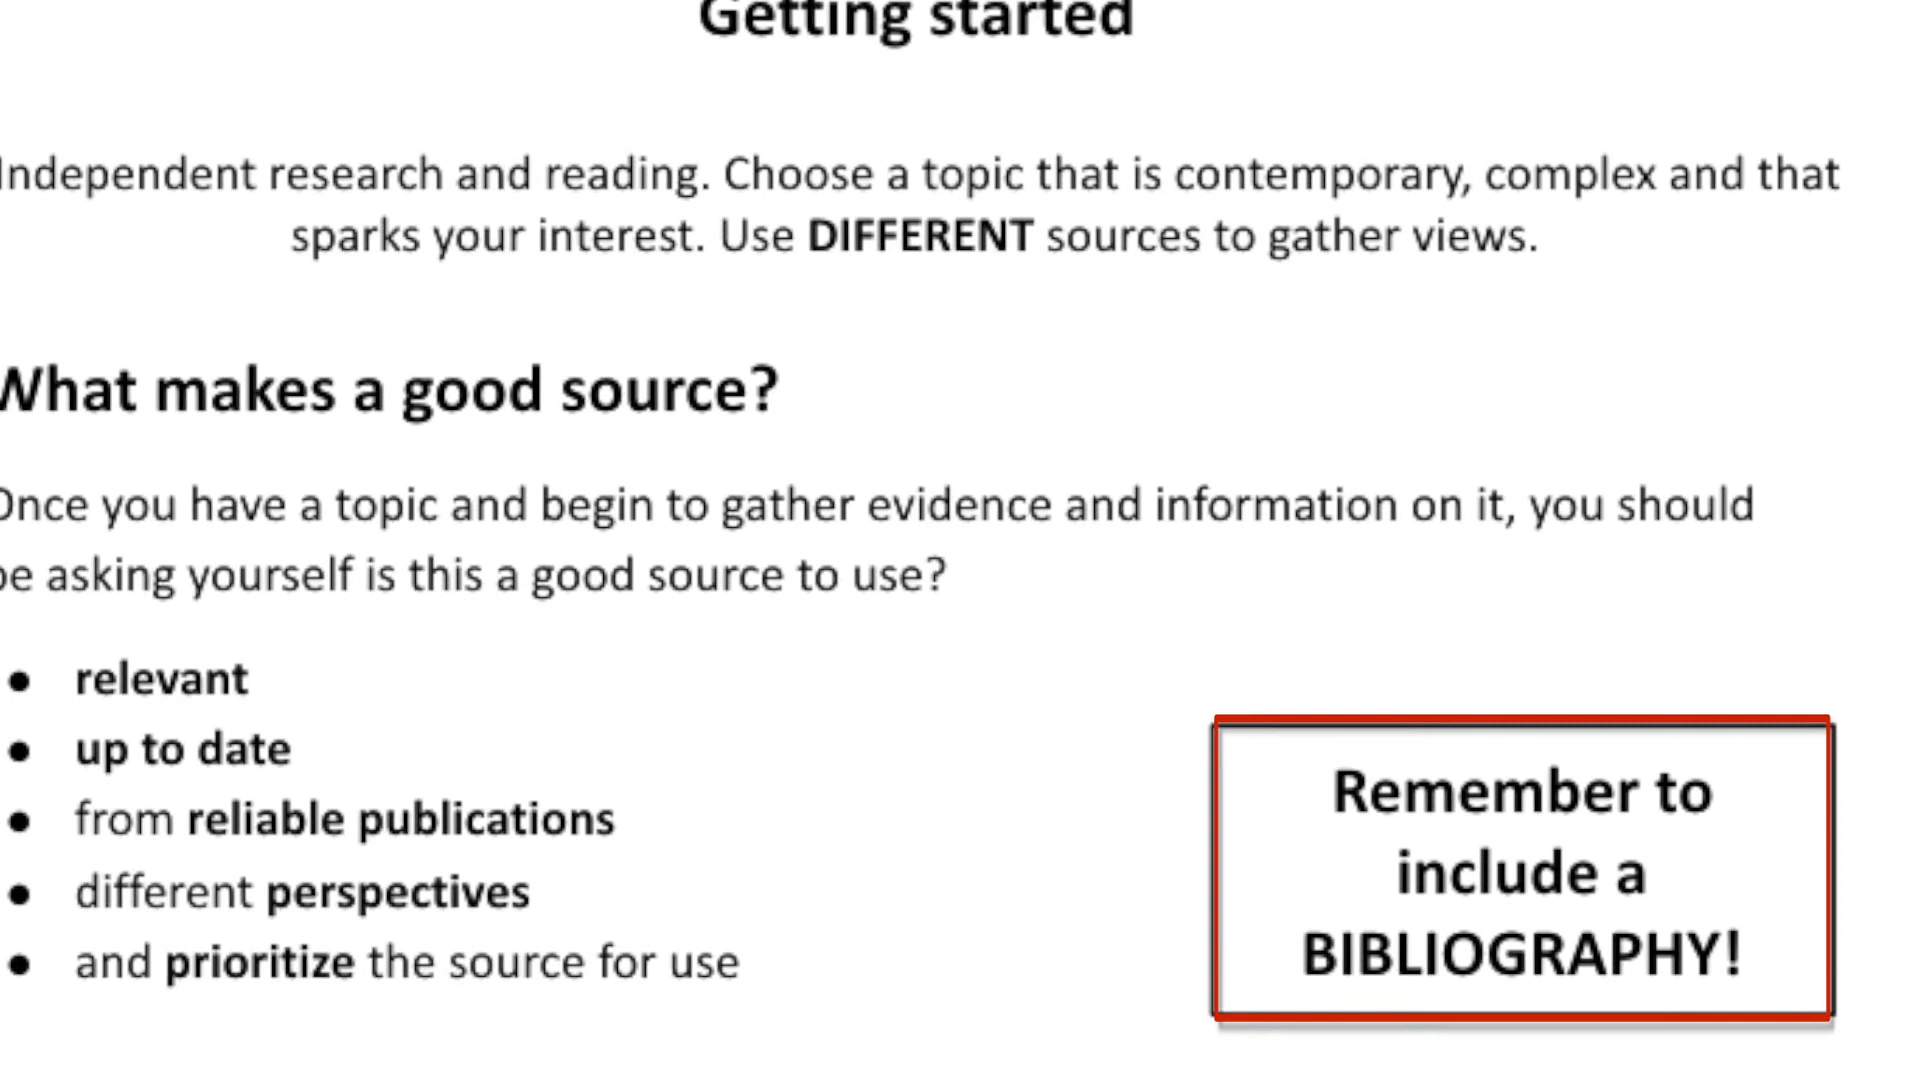 Getting started
Independent research and reading. Choose a topic that is contemporary, complex and that
sparks your interest. Use DIFFERENT sources to gather views.
What makes a good source?
Once you have a topic and begin to gather evidence and information on it, you should
be asking yourself is this a good source to use?
● relevant
● up to date
● from reliable publications
● different perspectives
● and prioritize the source for use
Remember to
include a
BIBLIOGRAPHY!